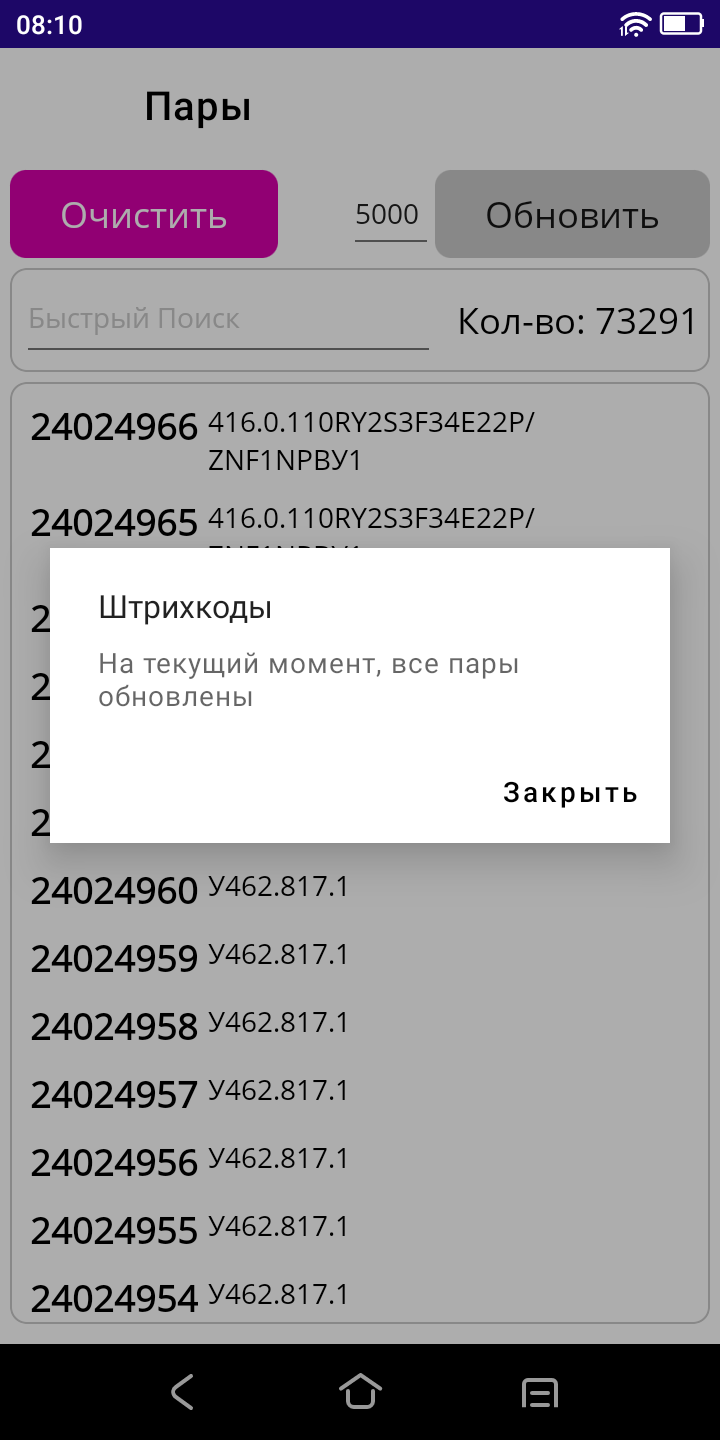 08:10
Пары
Очистить
5000
Обновить
Быстрый Поиск
Кол-во: 73291
24024966 416.0.110RY2S3F34E22P/
ZNF1NPBУ1
24024965 416.0.110RY2S3F34E22P/
Штрихкоды
На текущий момент, все пары
обновлены
Закрыть
24024960 У462.817.1
24024959 У462.817.1
24024958 У462.817.1
24024957 У462.817.1
24024956 У462.817.1
24024955 У462.817.1
24024954 У462.817.1